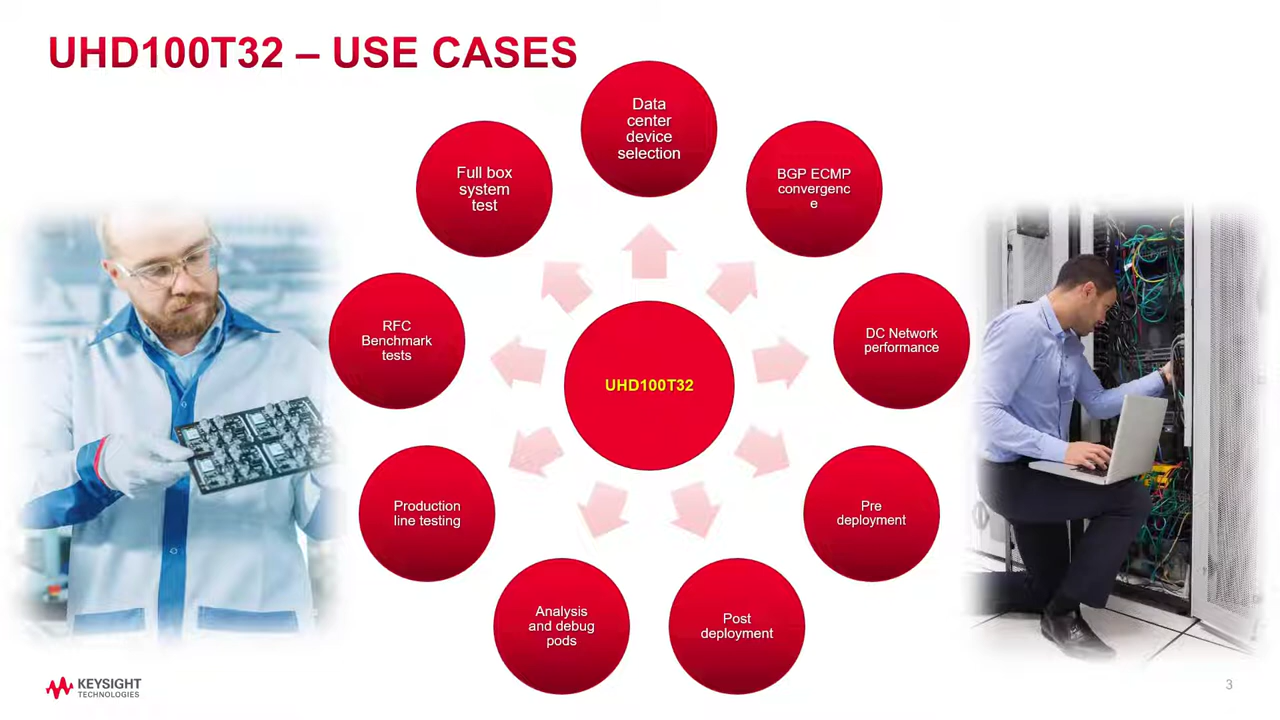 UHD100T32 – USE CASES
Data
center
device
selection
BGP ECMP
convergenc
e
DC Network
performance
Pre
deployment
Post
deployment
Analysis
and debug
pods
Production
line testing
RFC
Benchmark
tests
Full box
system
test
UHD100T32
KEYSIGHT
TECHNOLOGIES
3